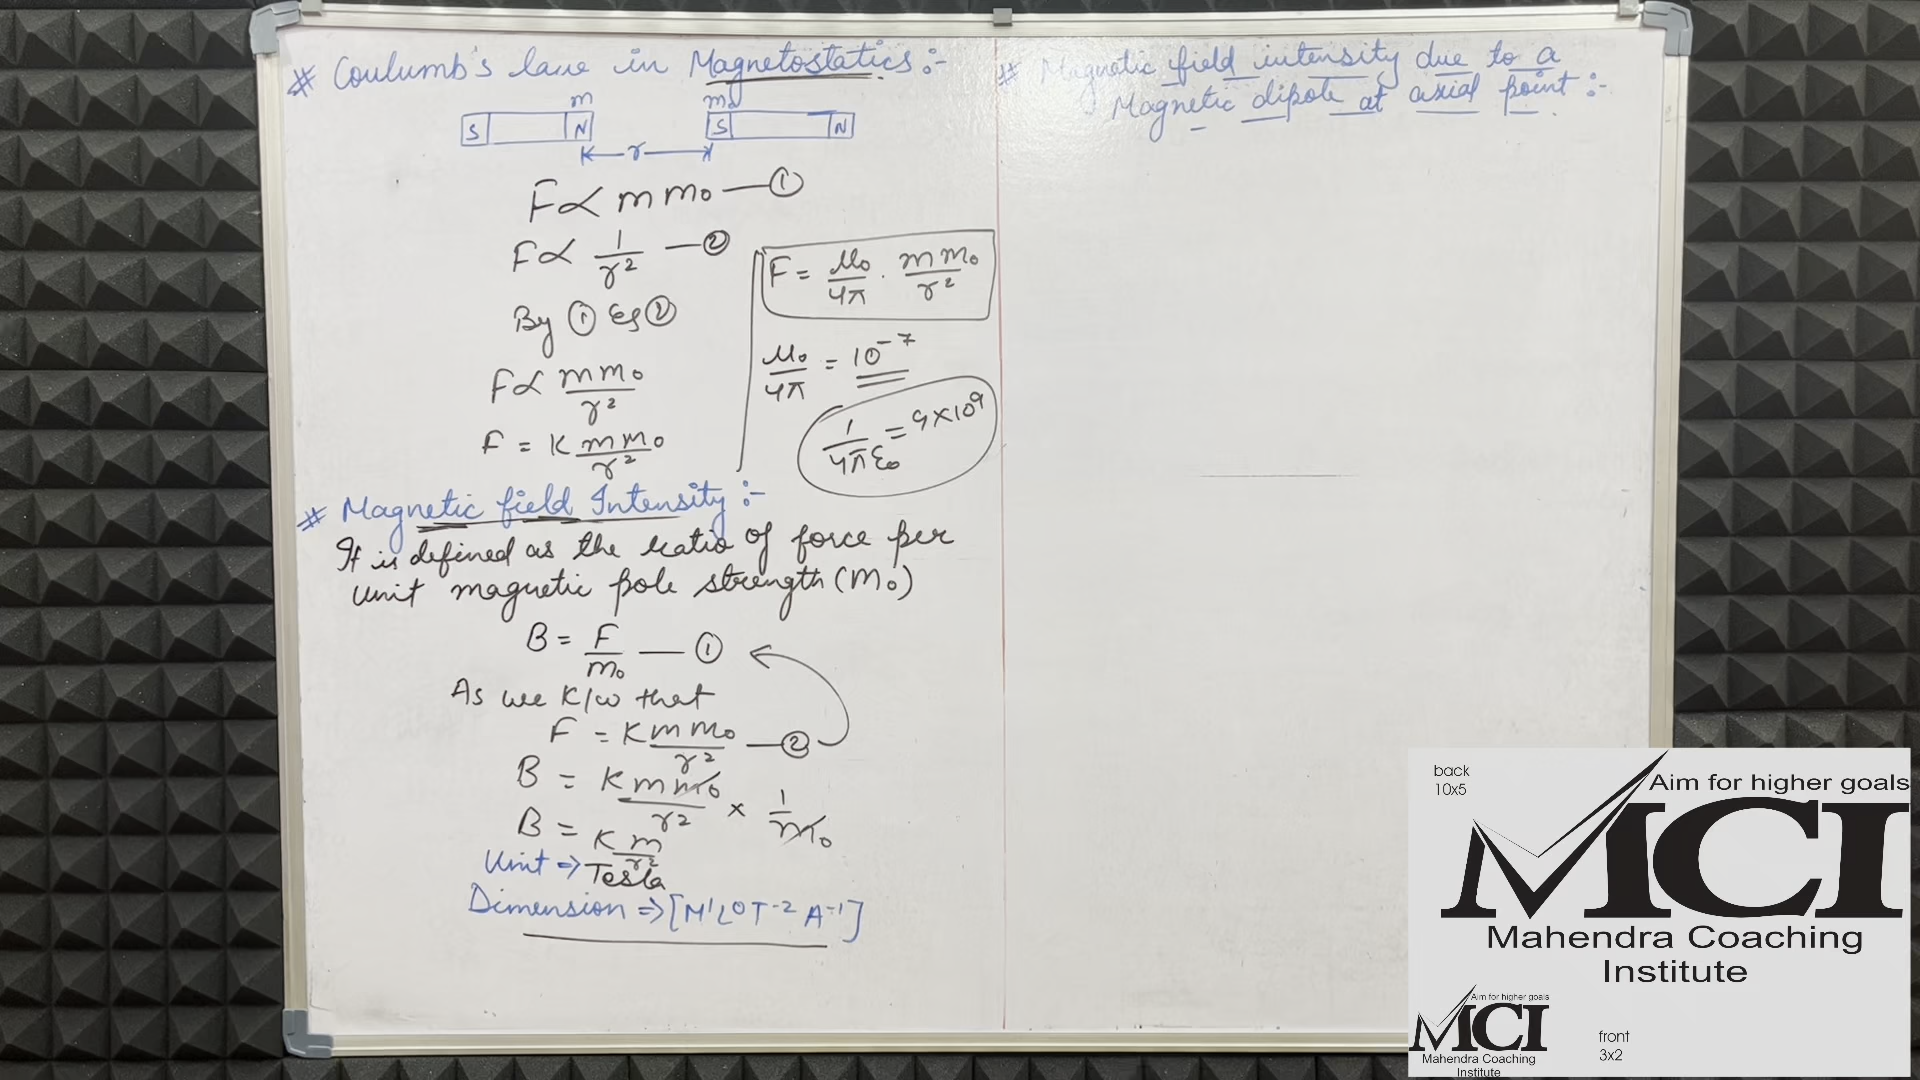 # Coulumb's law in Magnetostatics :-
m
m₀
S
N
S
N
r
F ∝ m m₀ — ①
F ∝ 1/r² — ②
By ① & ②
F ∝ m m₀/r²
F = K m m₀/r²
F = μ₀/4π · m m₀/r²
μ₀/4π = 10⁻⁷
1/4πε₀ = 9×10⁹
# Magnetic field Intensity :-
It is defined as the ratio of force per
unit magnetic pole strength (m₀)
B = F/m₀ — ①
As we K/w that
F = K m m₀/r² — ②
B = K m m₀/r² × 1/m₀
B = K m/r²
Unit ⇒ Tesla
Dimension ⇒ [M¹L⁰T⁻² A⁻¹]
# Magnetic field intensity due to a
Magnetic dipole at axial point :-
back
10x5
Aim for higher goals
MCI
Mahendra Coaching
Institute
Aim for higher goals
MCI
Mahendra Coaching
Institute
front
3x2